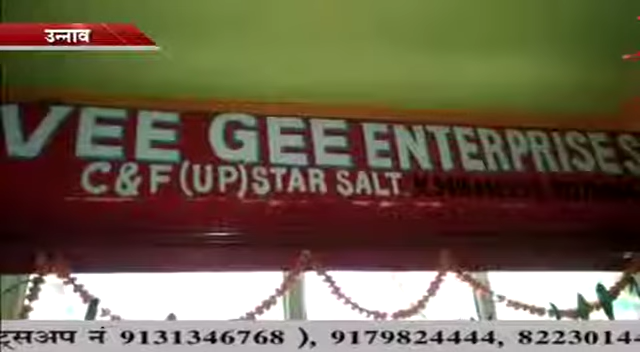 उन्नाव
VEE GEE ENTERPRISES
C&F (UP) STAR SALT
ट्सअप नं 9131346768 ), 9179824444, 8223014